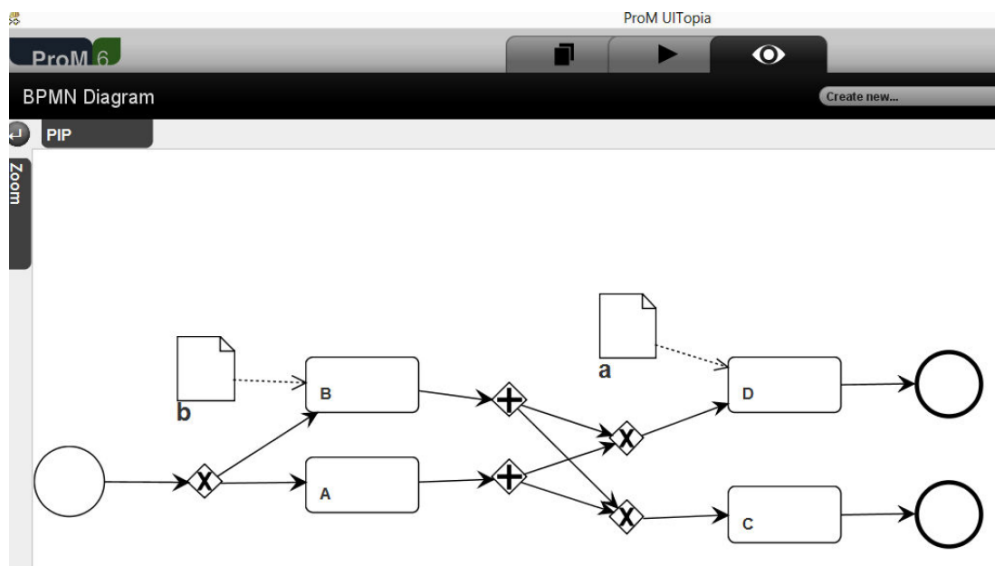 ProM UITopia
ProM 6
BPMN Diagram
Create new...
PIP
Zoom
a
b
B
D
X
X
A
X
C